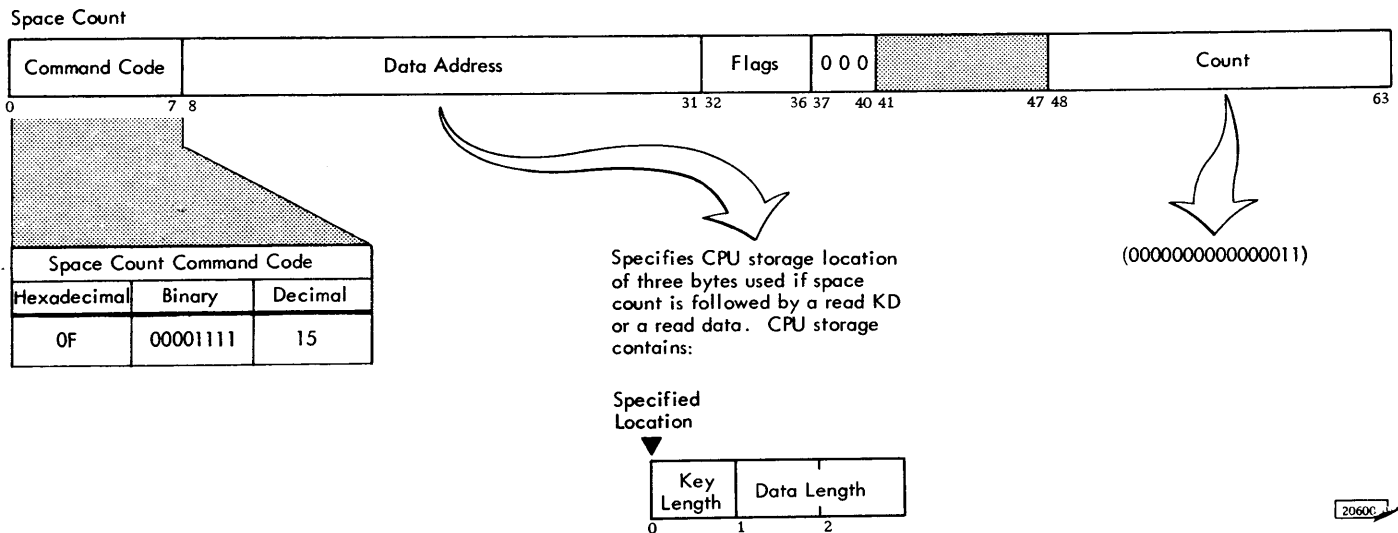 Space Count
Command Code Data Address Flags 0 0 0 Count
0 7 8 31 32 36 37 40 41 47 48 63
Space Count Command Code
Hexadecimal Binary Decimal
0F 00001111 15
Specifies CPU storage location
of three bytes used if space
count is followed by a read KD
or a read data. CPU storage
contains:
(0000000000000011)
Specified
Location
Key
Length
Data Length
0 1 2